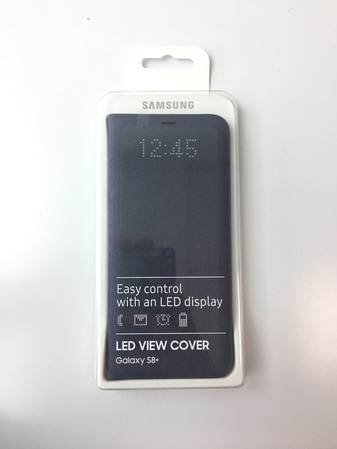 SAMSUNG
12:45
Easy control
with an LED display
LED VIEW COVER
Galaxy S8+